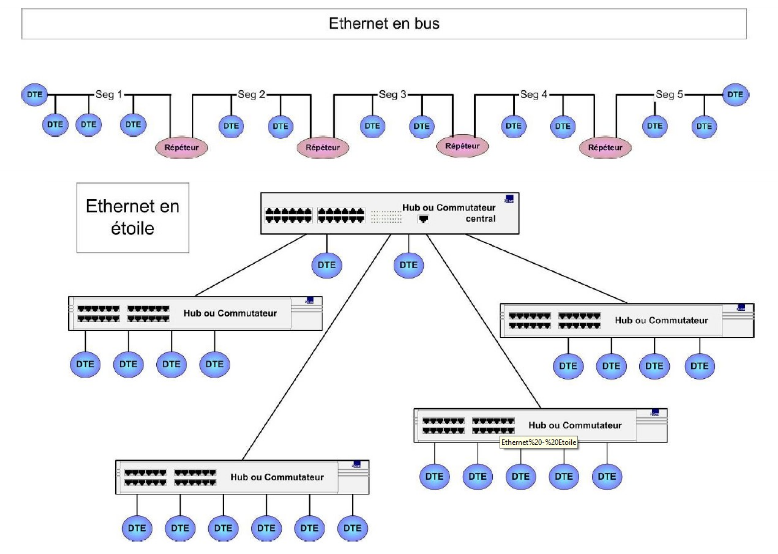 Ethernet en bus
DTE Seg 1 Seg 2 Seg 3 Seg 4 Seg 5 DTE
DTE DTE DTE DTE DTE DTE DTE DTE DTE DTE DTE
Répéteur Répéteur Répéteur Répéteur
Ethernet en
étoile
Hub ou Commutateur
central
DTE DTE
Hub ou Commutateur
DTE DTE DTE DTE
Hub ou Commutateur
DTE DTE DTE DTE
Hub ou Commutateur
Ethernet%20-%20Etoile
DTE DTE DTE DTE DTE
Hub ou Commutateur
DTE DTE DTE DTE DTE DTE